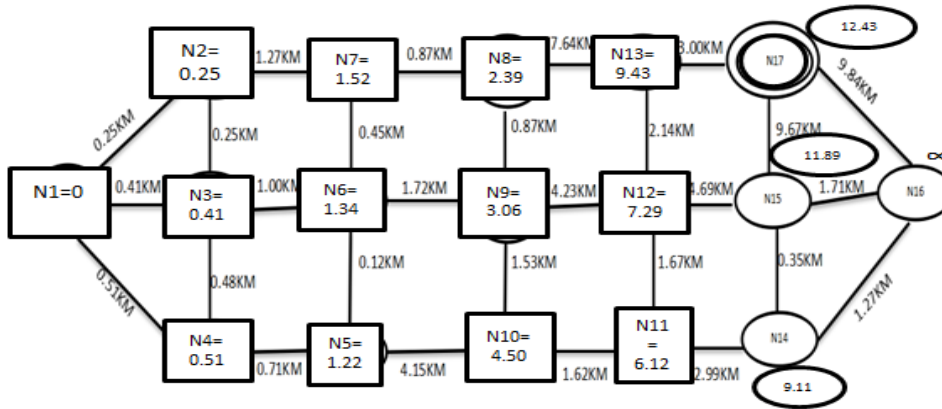 12.43
N2=
0.25
1.27KM
N7=
1.52
0.87KM
N8=
2.39
7.64KM
N13=
9.43
3.00KM
N17
9.84KM
0.25KM
0.25KM
0.45KM
0.87KM
2.14KM
9.67KM
11.89
∞
N1=0
0.41KM
N3=
0.41
1.00KM
N6=
1.34
1.72KM
N9=
3.06
4.23KM
N12=
7.29
4.69KM
N15
1.71KM
N16
0.51KM
0.48KM
0.12KM
1.53KM
1.67KM
0.35KM
1.27KM
N4=
0.51
0.71KM
N5=
1.22
4.15KM
N10=
4.50
1.62KM
N11
=
6.12
2.99KM
N14
9.11